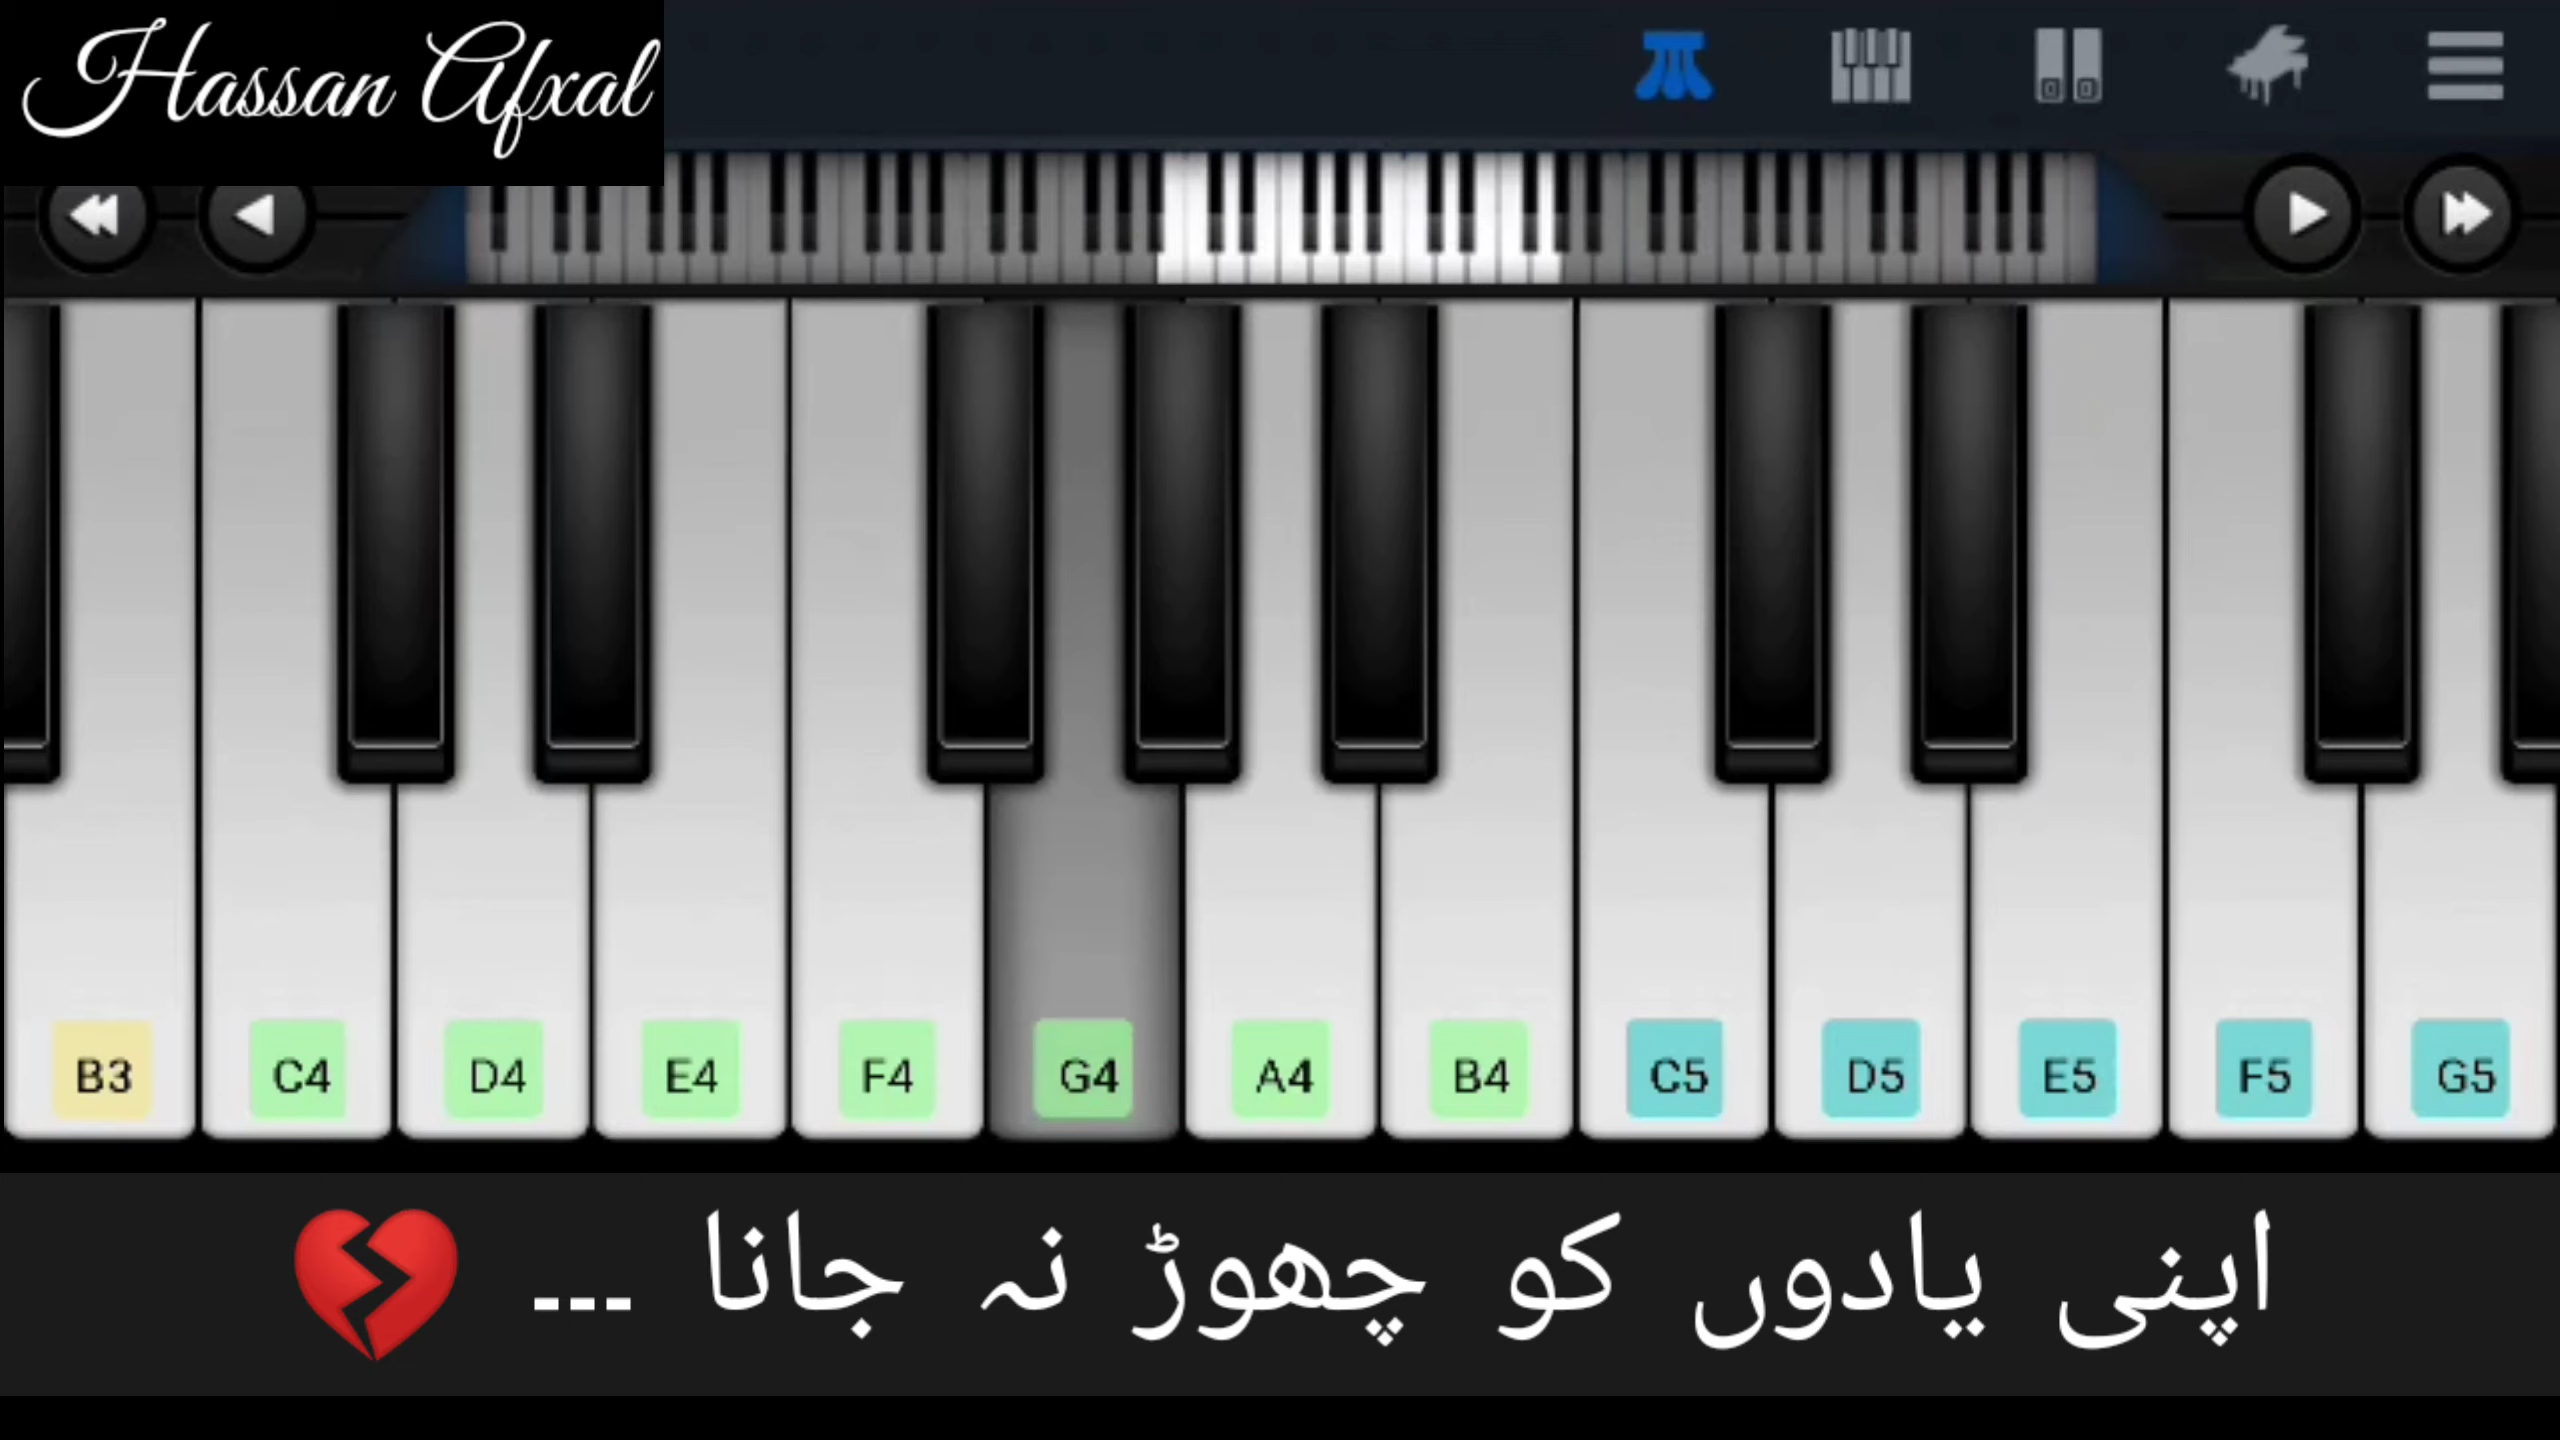 Hassan Afxal
B3 C4 D4 E4 F4 G4 A4 B4 C5 D5 E5 F5 G5
اپنی یادوں کو چھوڑ نہ جانا --- 💔